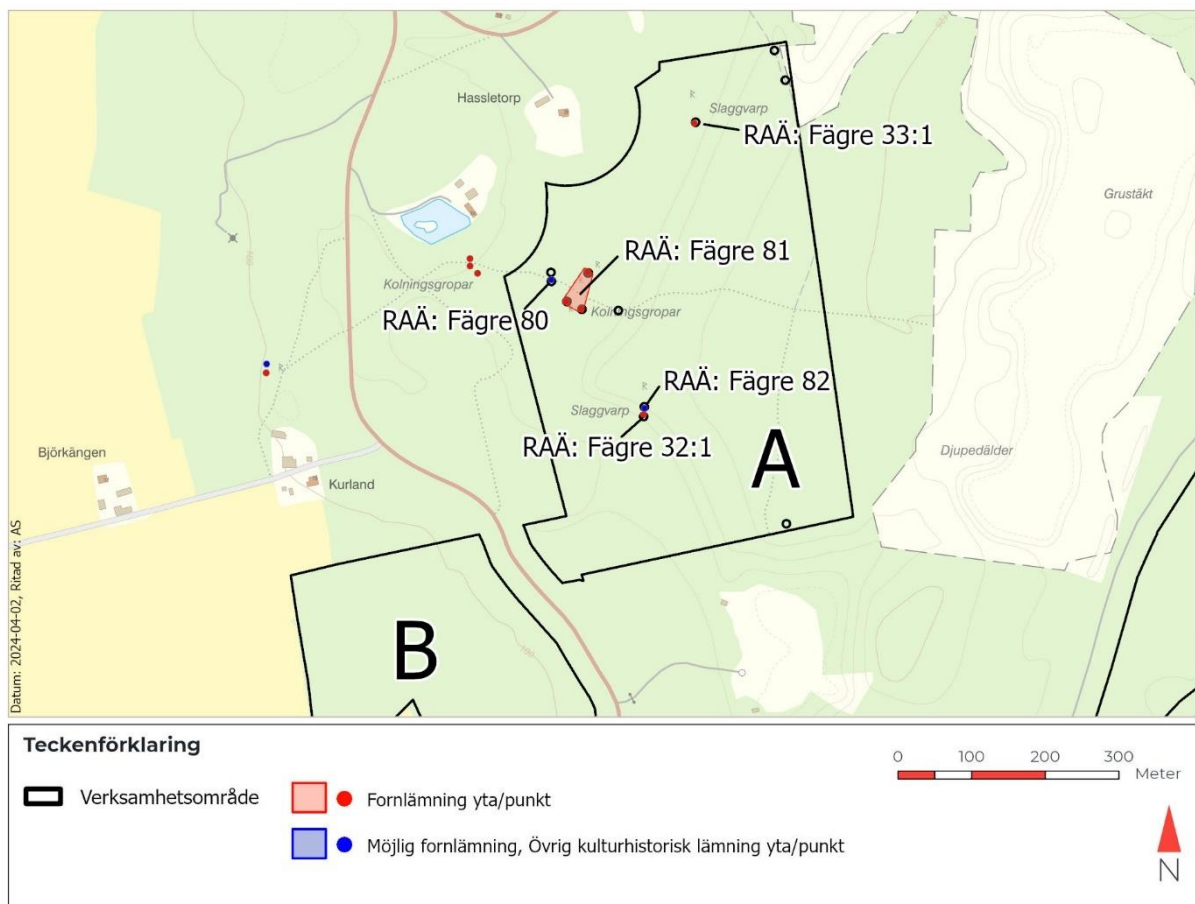 Hassletorp
Slaggvarp
RAÄ: Fägre 33:1
Grustäkt
RAÄ: Fägre 81
Kolningsgropar
RAÄ: Fägre 80
Kolningsgropar
RAÄ: Fägre 82
Slaggvarp
RAÄ: Fägre 32:1
A
Djupedälder
Björkängen
Kurland
B
Datum: 2024-04-02, Ritad av: AS
Teckenförklaring
Verksamhetsområde
Fornlämning yta/punkt
Möjlig fornlämning, Övrig kulturhistorisk lämning yta/punkt
0 100 200 300
Meter
N